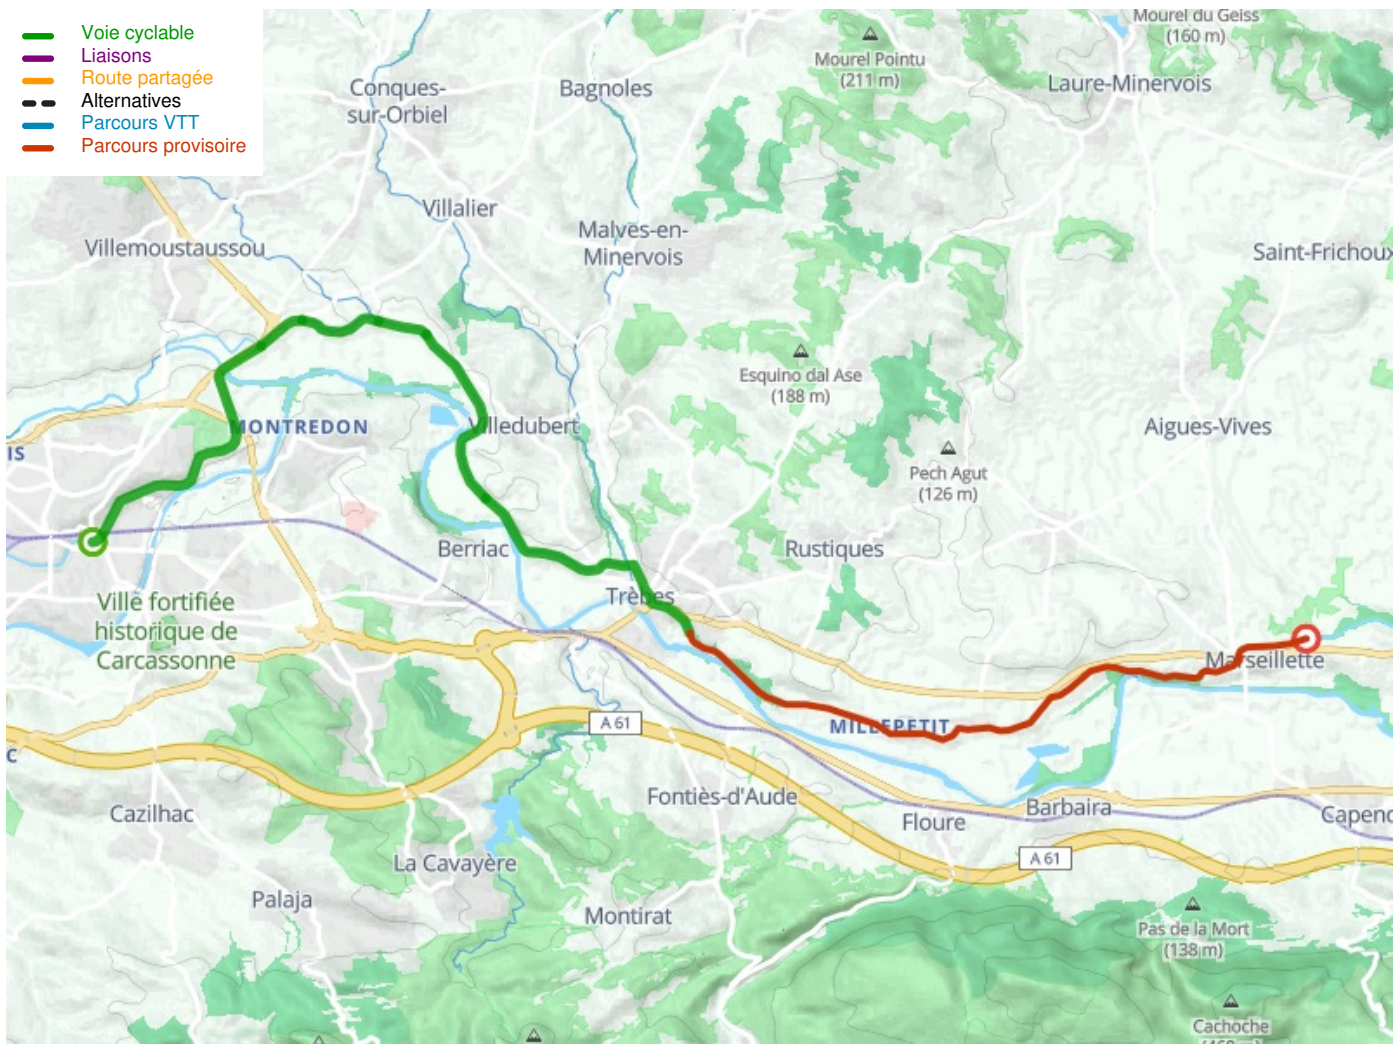 Voie cyclable
Liaisons
Route partagée
Alternatives
Parcours VTT
Parcours provisoire
Mourel du Geiss
(160 m)
Mourel Pointu
(211 m)
Laure-Minervois
Conques-
sur-Orbiel
Bagnoles
Villalier
Villemoustaussou
Malves-en-
Minervois
Saint-Frichoux
Esquino dal Ase
(188 m)
MONTREDON
Villedubert
Aigues-Vives
IS
Pech Agut
(126 m)
Berriac
Rustiques
Trèbes
Ville fortifiée
historique de
Carcassonne
Marseillette
A 61
MILLEPETIT
C
Fontiès-d'Aude
Cazilhac
Floure
Barbaira
Capend
La Cavayère
A 61
Palaja
Montirat
Pas de la Mort
(138 m)
Cachoche